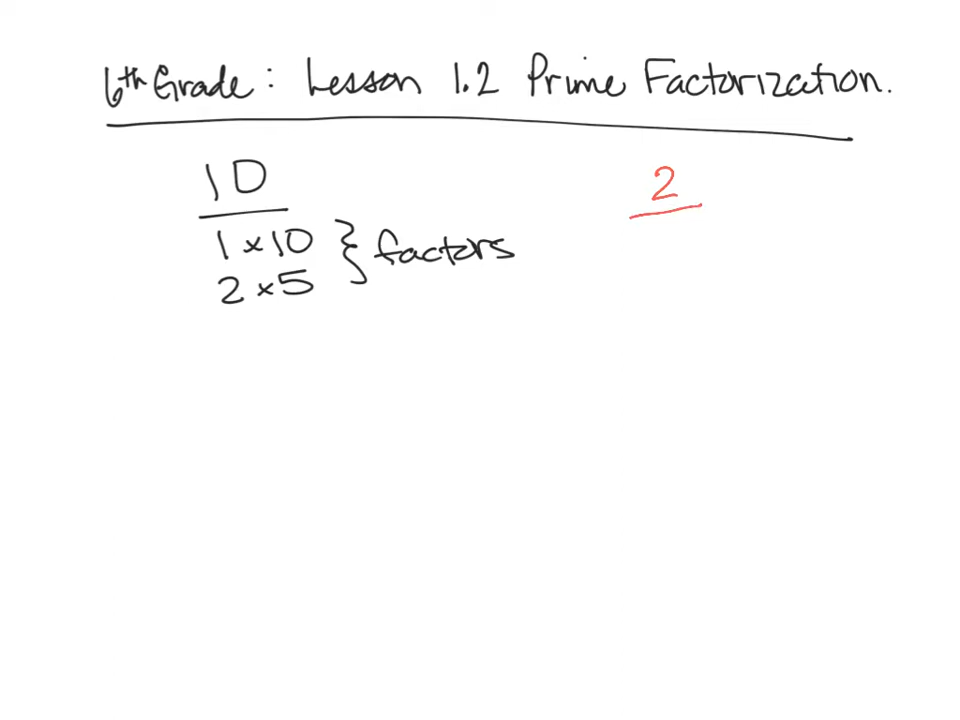 6th Grade: Lesson 1.2 Prime Factorization.
10
1 x 10
2 x 5
} factors
2